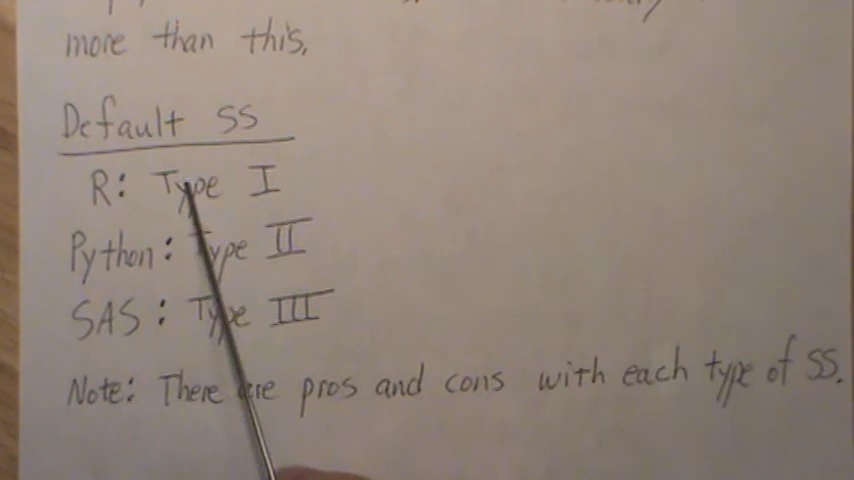 more than this.
Default SS
R: Type I
Python: Type II
SAS: Type III
Note: There are pros and cons with each type of SS.